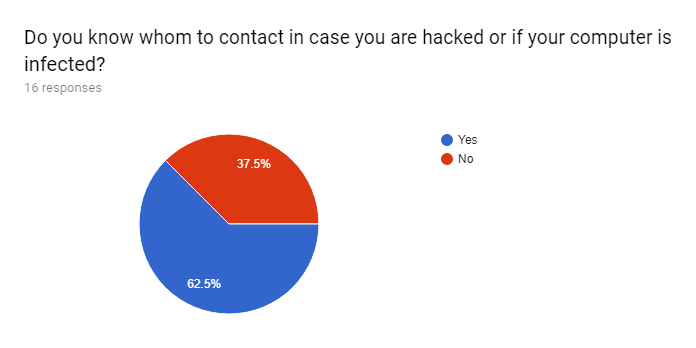 Do you know whom to contact in case you are hacked or if your computer is
infected?
16 responses
Yes
No
37.5%
62.5%